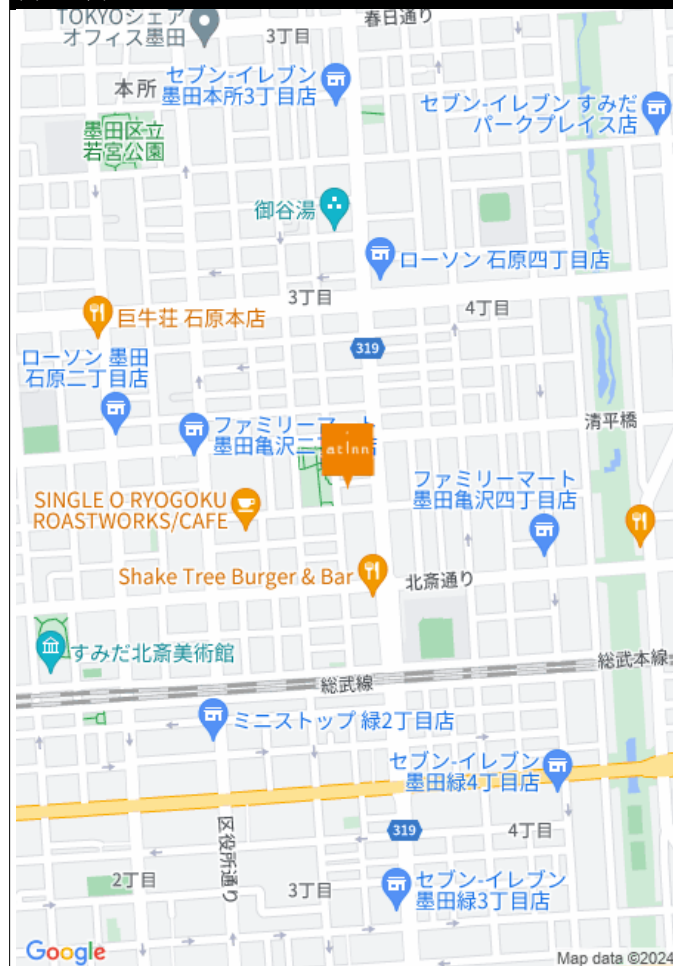 TOKYOシェア
オフィス墨田
3丁目
春日通り
本所
セブン-イレブン
墨田本所3丁目店
セブン-イレブン すみだ
パークプレイス店
墨田区立
若宮公園
御谷湯
ローソン 石原四丁目店
3丁目
4丁目
巨牛荘 石原本店
319
ローソン 墨田
石原二丁目店
清平橋
ファミリーマート
墨田亀沢二
店
at Inn
ファミリーマート
墨田亀沢四丁目店
SINGLE O RYOGOKU
ROASTWORKS/CAFE
Shake Tree Burger & Bar
北斎通り
すみだ北斎美術館
総武本線
総武線
ミニストップ 緑2丁目店
セブン-イレブン
墨田緑4丁目店
319
4丁目
区役所通り
2丁目
3丁目
セブン-イレブン
墨田緑3丁目店
Google
Map data ©2024